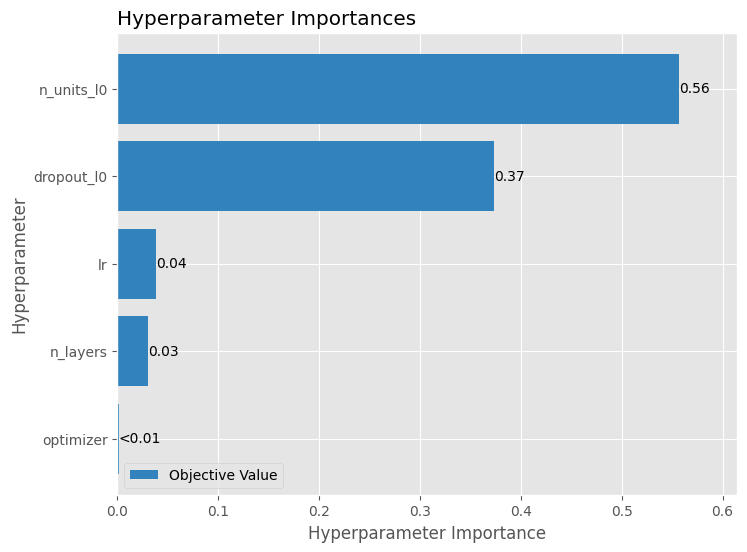 Hyperparameter Importances
Hyperparameter
n_units_l0
0.56
dropout_l0
0.37
lr
0.04
n_layers
0.03
optimizer
<0.01
Objective Value
0.0 0.1 0.2 0.3 0.4 0.5 0.6
Hyperparameter Importance